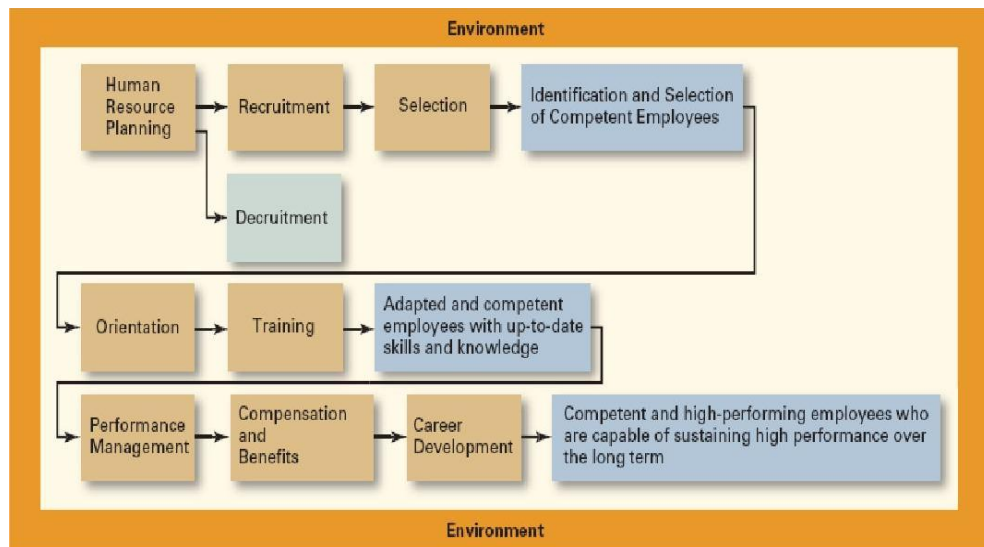 Environment
Human
Resource
Planning
Recruitment
Selection
Identification and Selection
of Competent Employees
Decruitment
Orientation
Training
Adapted and competent
employees with up-to-date
skills and knowledge
Performance
Management
Compensation
and
Benefits
Career
Development
Competent and high-performing employees who
are capable of sustaining high performance over
the long term
Environment